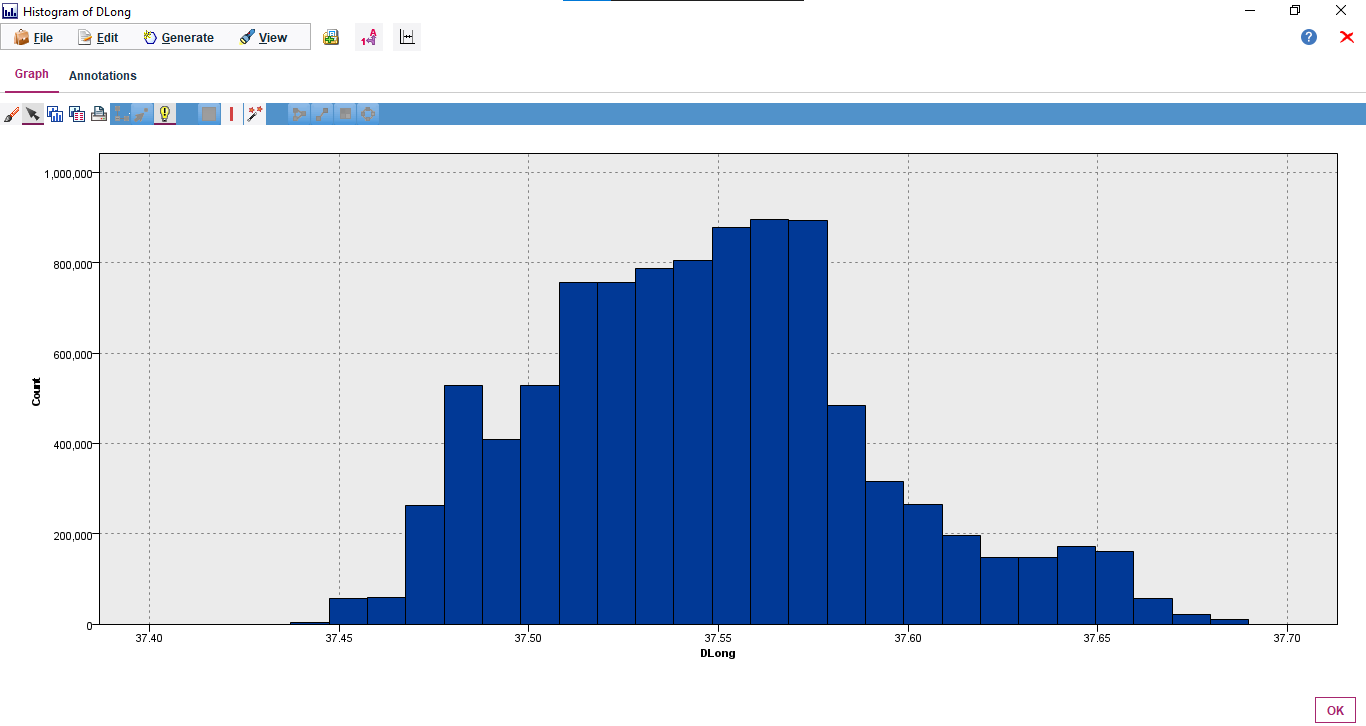 Histogram of DLong
File Edit Generate View
Graph Annotations
1,000,000
800,000
600,000
400,000
200,000
0
Count
37.40 37.45 37.50 37.55 37.60 37.65 37.70
DLong
OK